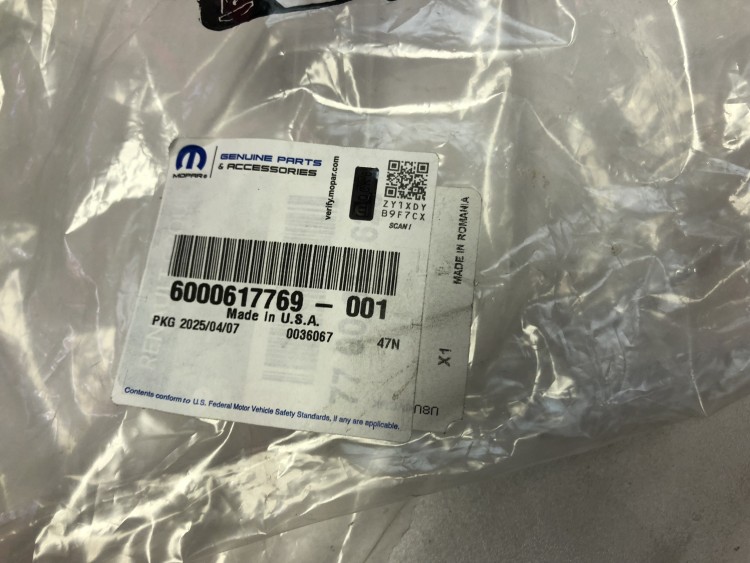 MOPAR®
GENUINE PARTS
& ACCESSORIES
verify.mopar.com
ZY1XDY
B9F7CX
SCAN!
6000617769 – 001
Made In U.S.A.
PKG 2025/04/07
0036067
47N
Contents conform to U.S. Federal Motor Vehicle Safety Standards, if any are applicable.
MADE IN ROMANIA
X1